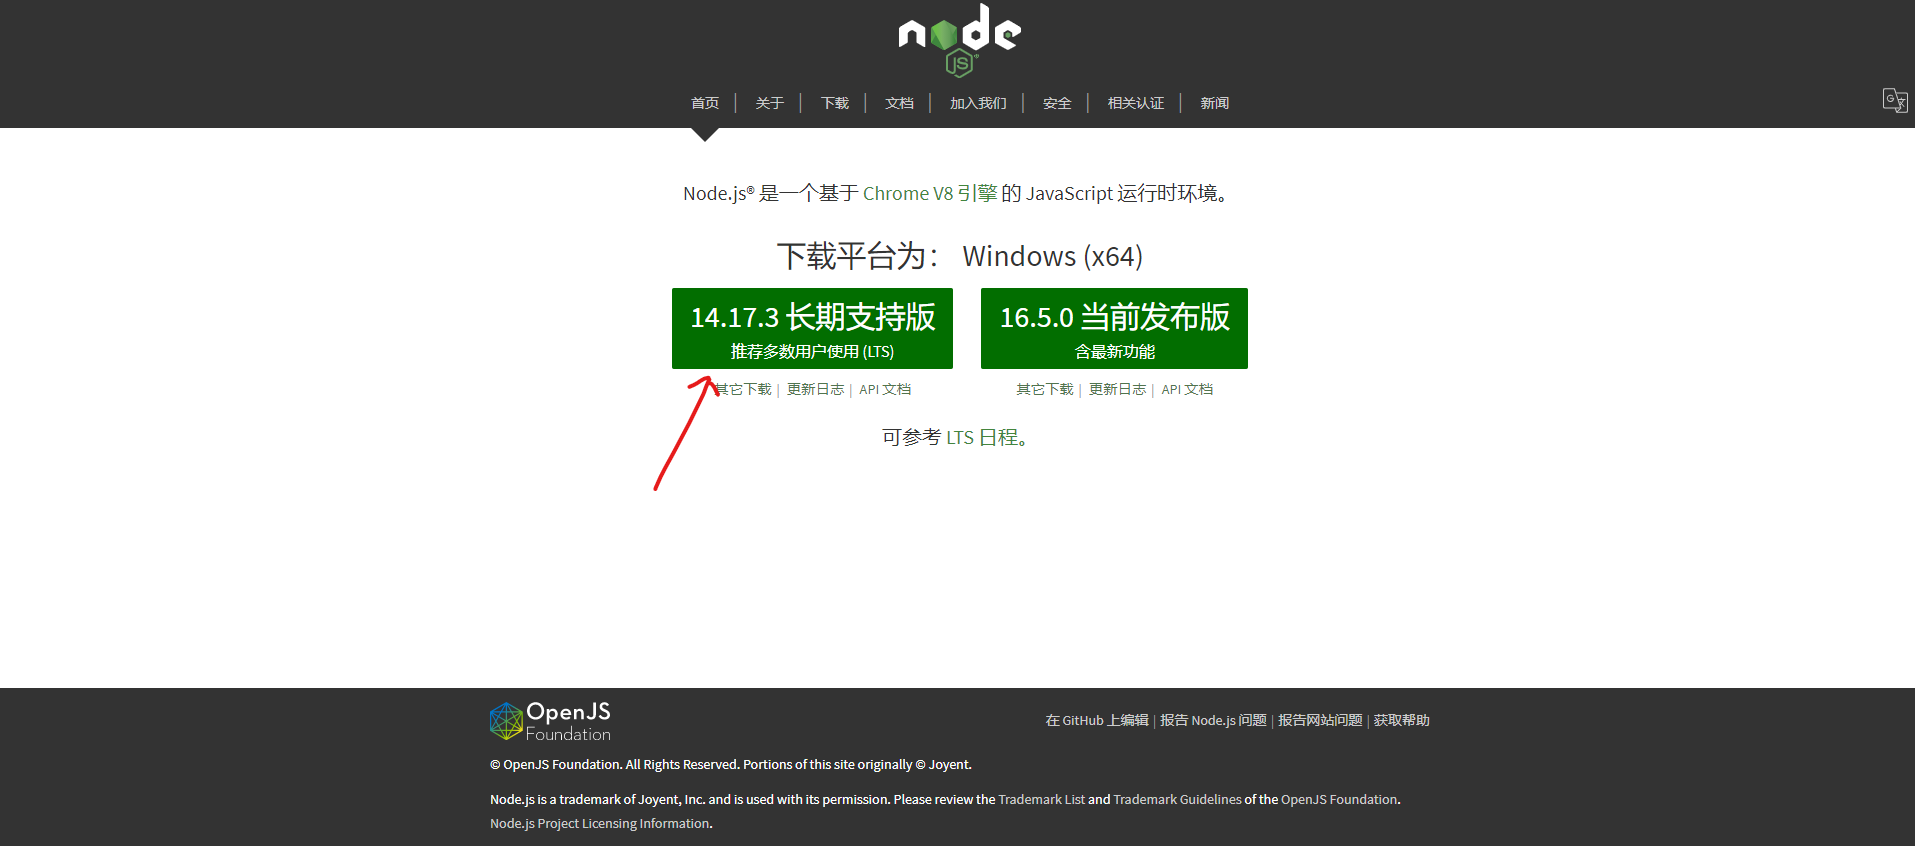 node
JS
首页 | 关于 | 下载 | 文档 | 加入我们 | 安全 | 相关认证 | 新闻
Node.js® 是一个基于 Chrome V8 引擎 的 JavaScript 运行时环境。
下载平台为： Windows (x64)
14.17.3 长期支持版
推荐多数用户使用 (LTS)
16.5.0 当前发布版
含最新功能
其它下载 | 更新日志 | API 文档
其它下载 | 更新日志 | API 文档
可参考 LTS 日程。
OpenJS
Foundation
在 GitHub 上编辑 | 报告 Node.js 问题 | 报告网站问题 | 获取帮助
© OpenJS Foundation. All Rights Reserved. Portions of this site originally © Joyent.
Node.js is a trademark of Joyent, Inc. and is used with its permission. Please review the Trademark List and Trademark Guidelines of the OpenJS Foundation.
Node.js Project Licensing Information.